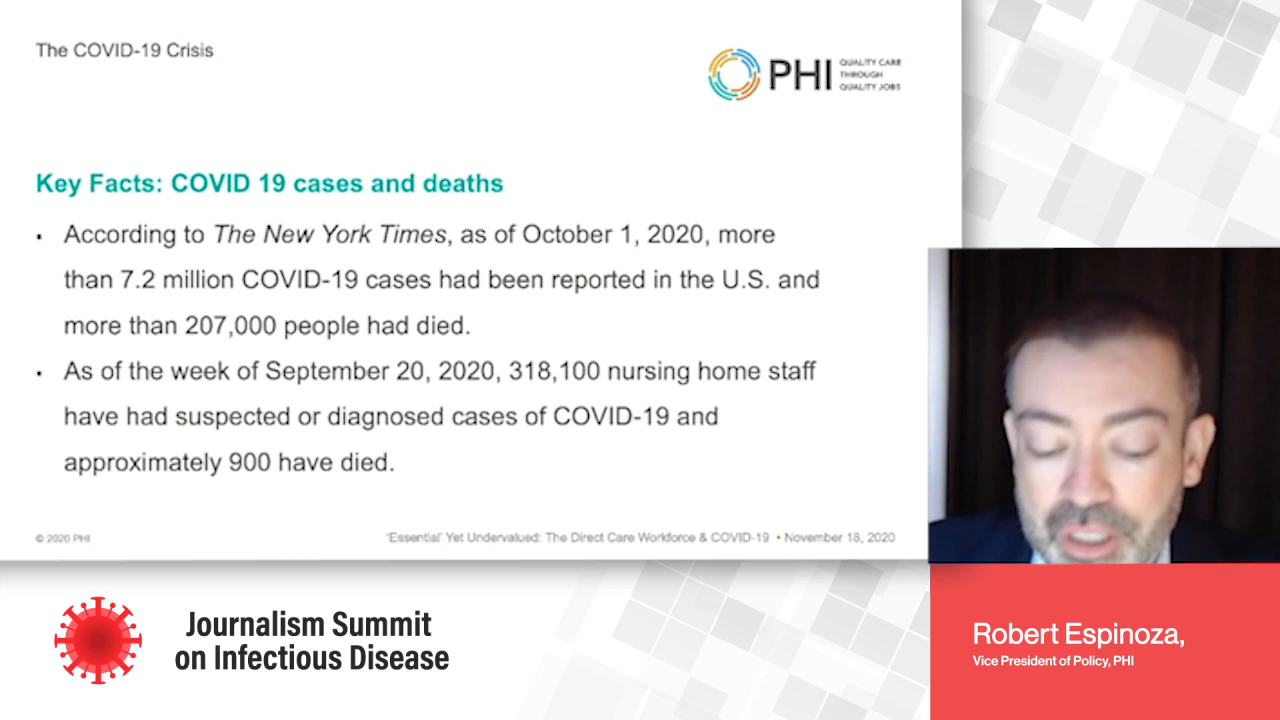 The COVID-19 Crisis
PHI
QUALITY CARE
THROUGH
QUALITY JOBS
Key Facts: COVID 19 cases and deaths
▪ According to The New York Times, as of October 1, 2020, more
than 7.2 million COVID-19 cases had been reported in the U.S. and
more than 207,000 people had died.
▪ As of the week of September 20, 2020, 318,100 nursing home staff
have had suspected or diagnosed cases of COVID-19 and
approximately 900 have died.
© 2020 PHI
'Essential' Yet Undervalued: The Direct Care Workforce & COVID-19 • November 18, 2020
Journalism Summit
on Infectious Disease
Robert Espinoza,
Vice President of Policy, PHI